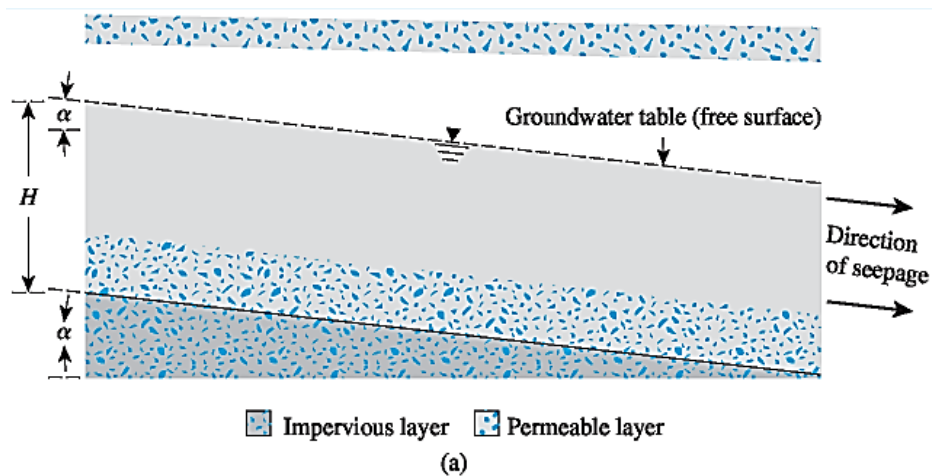 α
Groundwater table (free surface)
H
Direction
of seepage
α
Impervious layer Permeable layer
(a)